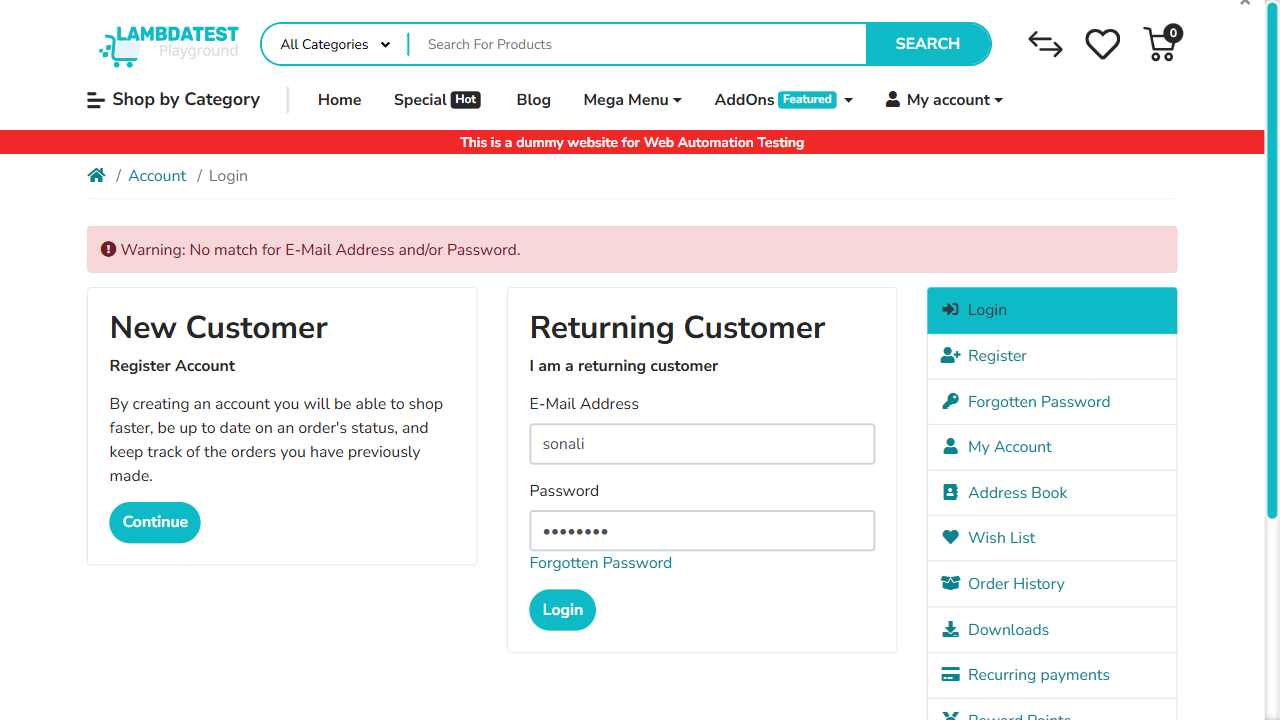 LAMBDATEST
Playground
All Categories
Search For Products
SEARCH
0
Shop by Category
Home
Special Hot
Blog
Mega Menu
AddOns Featured
My account
This is a dummy website for Web Automation Testing
/ Account / Login
Warning: No match for E-Mail Address and/or Password.
New Customer
Register Account
By creating an account you will be able to shop
faster, be up to date on an order's status, and
keep track of the orders you have previously
made.
Continue
Returning Customer
I am a returning customer
E-Mail Address
sonali
Password
••••••••
Forgotten Password
Login
Login
Register
Forgotten Password
My Account
Address Book
Wish List
Order History
Downloads
Recurring payments
Reward Points